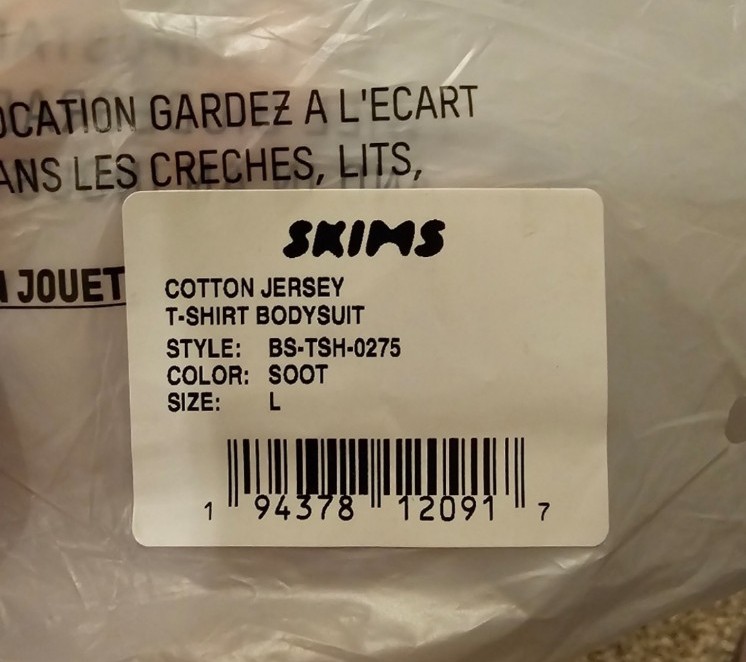 OCATION GARDEZ A L'ECART
ANS LES CRECHES, LITS,
JOUET
SKIMS
COTTON JERSEY
T-SHIRT BODYSUIT
STYLE: BS-TSH-0275
COLOR: SOOT
SIZE: L
1 94378 12091 7